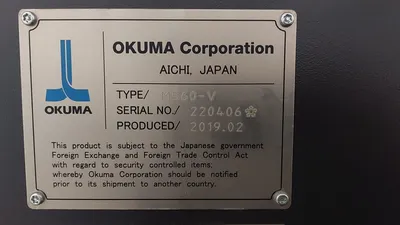 OKUMA Corporation
AICHI, JAPAN
OKUMA
TYPE/ M560-V
SERIAL NO./ 220406
PRODUCED/ 2019.02
This product is subject to the Japanese government
Foreign Exchange and Foreign Trade Control Act
with regard to security controlled items;
whereby Okuma Corporation should be notified
prior to its shipment to another country.